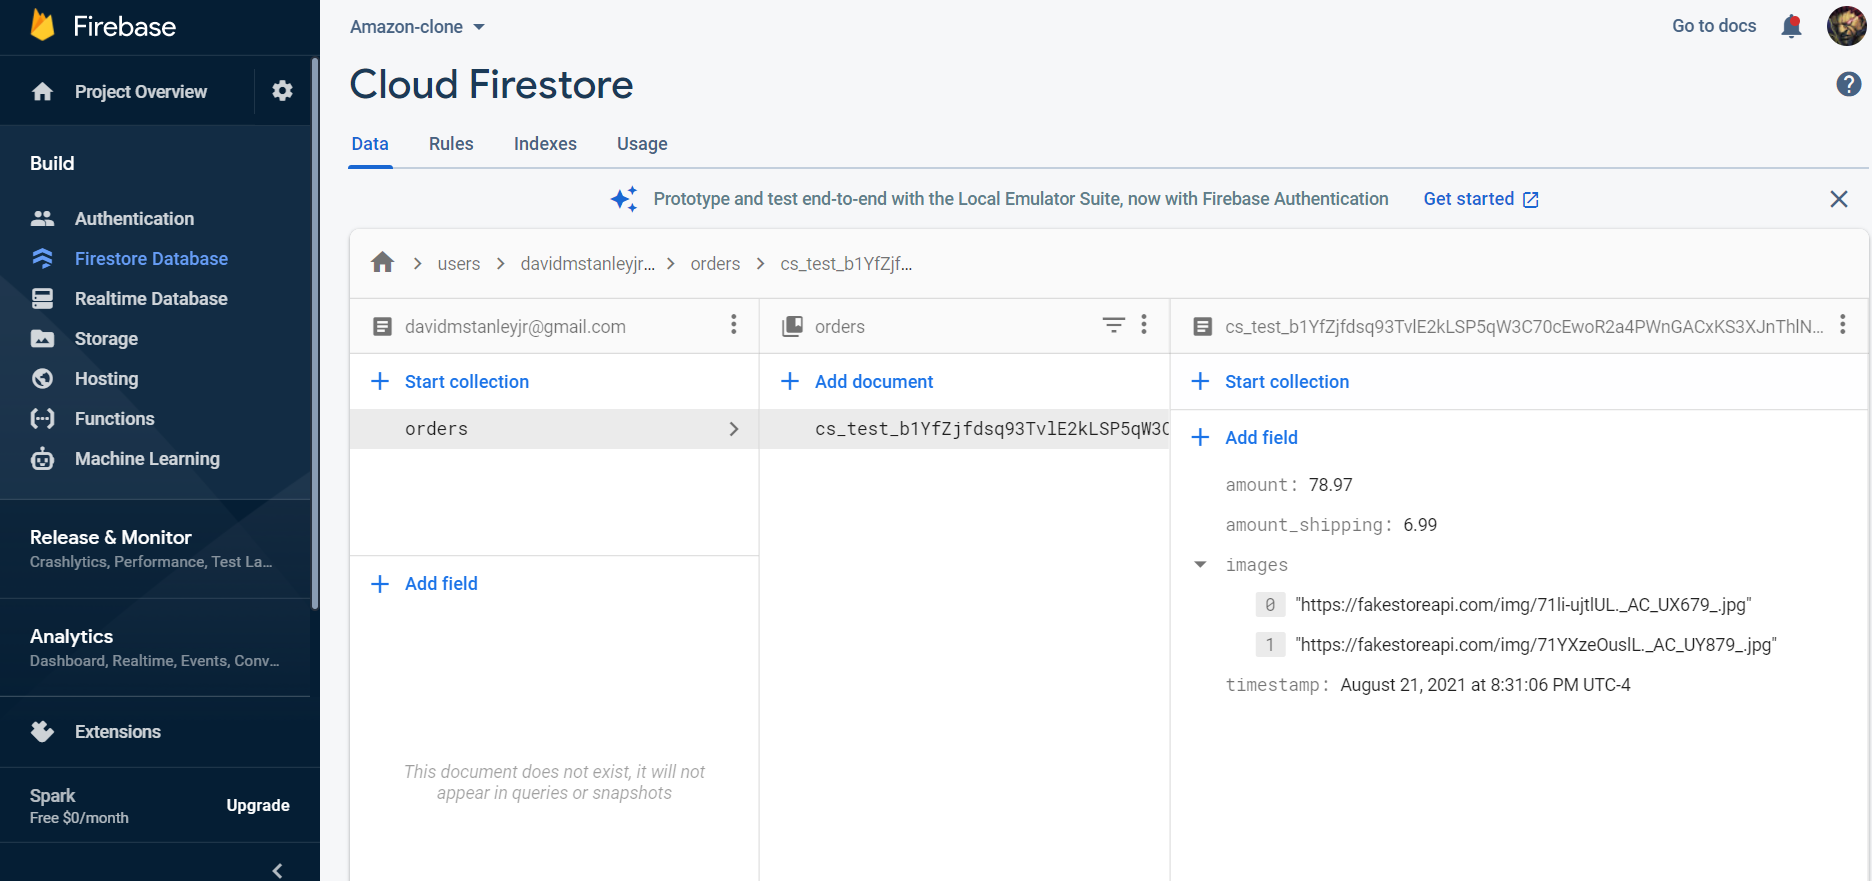 Firebase
Project Overview
Build
Authentication
Firestore Database
Realtime Database
Storage
Hosting
Functions
Machine Learning
Release & Monitor
Crashlytics, Performance, Test La...
Analytics
Dashboard, Realtime, Events, Conv...
Extensions
Spark
Free $0/month
Upgrade
Amazon-clone
Go to docs
Cloud Firestore
Data Rules Indexes Usage
Prototype and test end-to-end with the Local Emulator Suite, now with Firebase Authentication Get started
users davidmstanleyjr... orders cs_test_b1YfZjf...
davidmstanleyjr@gmail.com
Start collection
orders
Add field
This document does not exist, it will not
appear in queries or snapshots
orders
Add document
cs_test_b1YfZjfdsq93TvlE2kLSP5qW3C
cs_test_b1YfZjfdsq93TvlE2kLSP5qW3C70cEwoR2a4PWnGACxKS3XJnThlN...
Start collection
Add field
amount: 78.97
amount_shipping: 6.99
images
0 "https://fakestoreapi.com/img/71li-ujtlUL._AC_UX679_.jpg"
1 "https://fakestoreapi.com/img/71YXzeOuslL._AC_UY879_.jpg"
timestamp: August 21, 2021 at 8:31:06 PM UTC-4